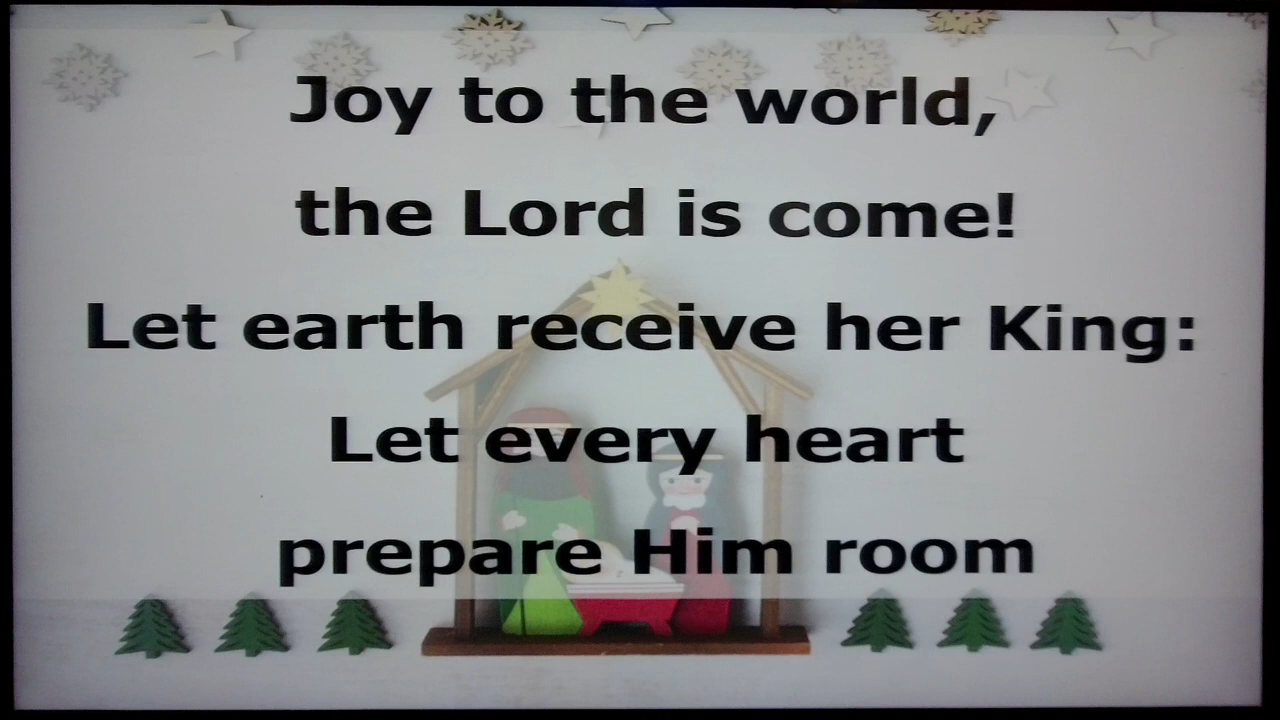 Joy to the world,
the Lord is come!
Let earth receive her King:
Let every heart
prepare Him room